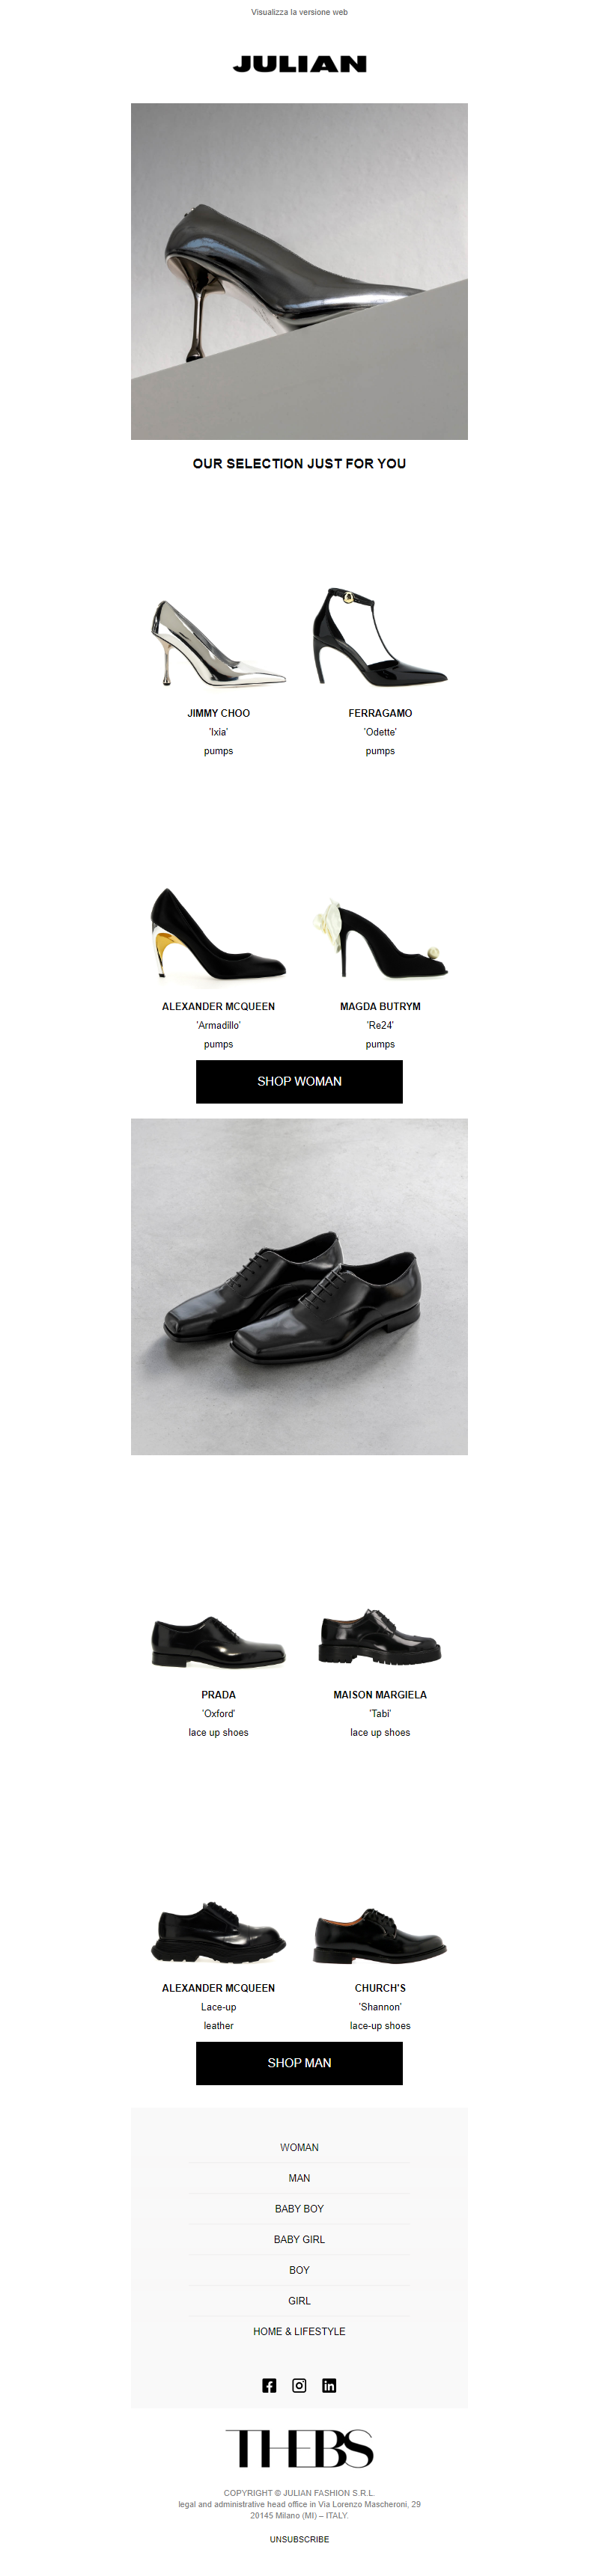 Visualizza la versione web
JULIAN
OUR SELECTION JUST FOR YOU
JIMMY CHOO
'Ixia'
pumps
FERRAGAMO
'Odette'
pumps
ALEXANDER MCQUEEN
'Armadillo'
pumps
MAGDA BUTRYM
'Re24'
pumps
SHOP WOMAN
PRADA
'Oxford'
lace up shoes
MAISON MARGIELA
'Tabi'
lace up shoes
ALEXANDER MCQUEEN
Lace-up
leather
CHURCH'S
'Shannon'
lace-up shoes
SHOP MAN
WOMAN
MAN
BABY BOY
BABY GIRL
BOY
GIRL
HOME & LIFESTYLE
THEBS
COPYRIGHT © JULIAN FASHION S.R.L.
legal and administrative head office in Via Lorenzo Mascheroni, 29
20145 Milano (MI) – ITALY.
UNSUBSCRIBE